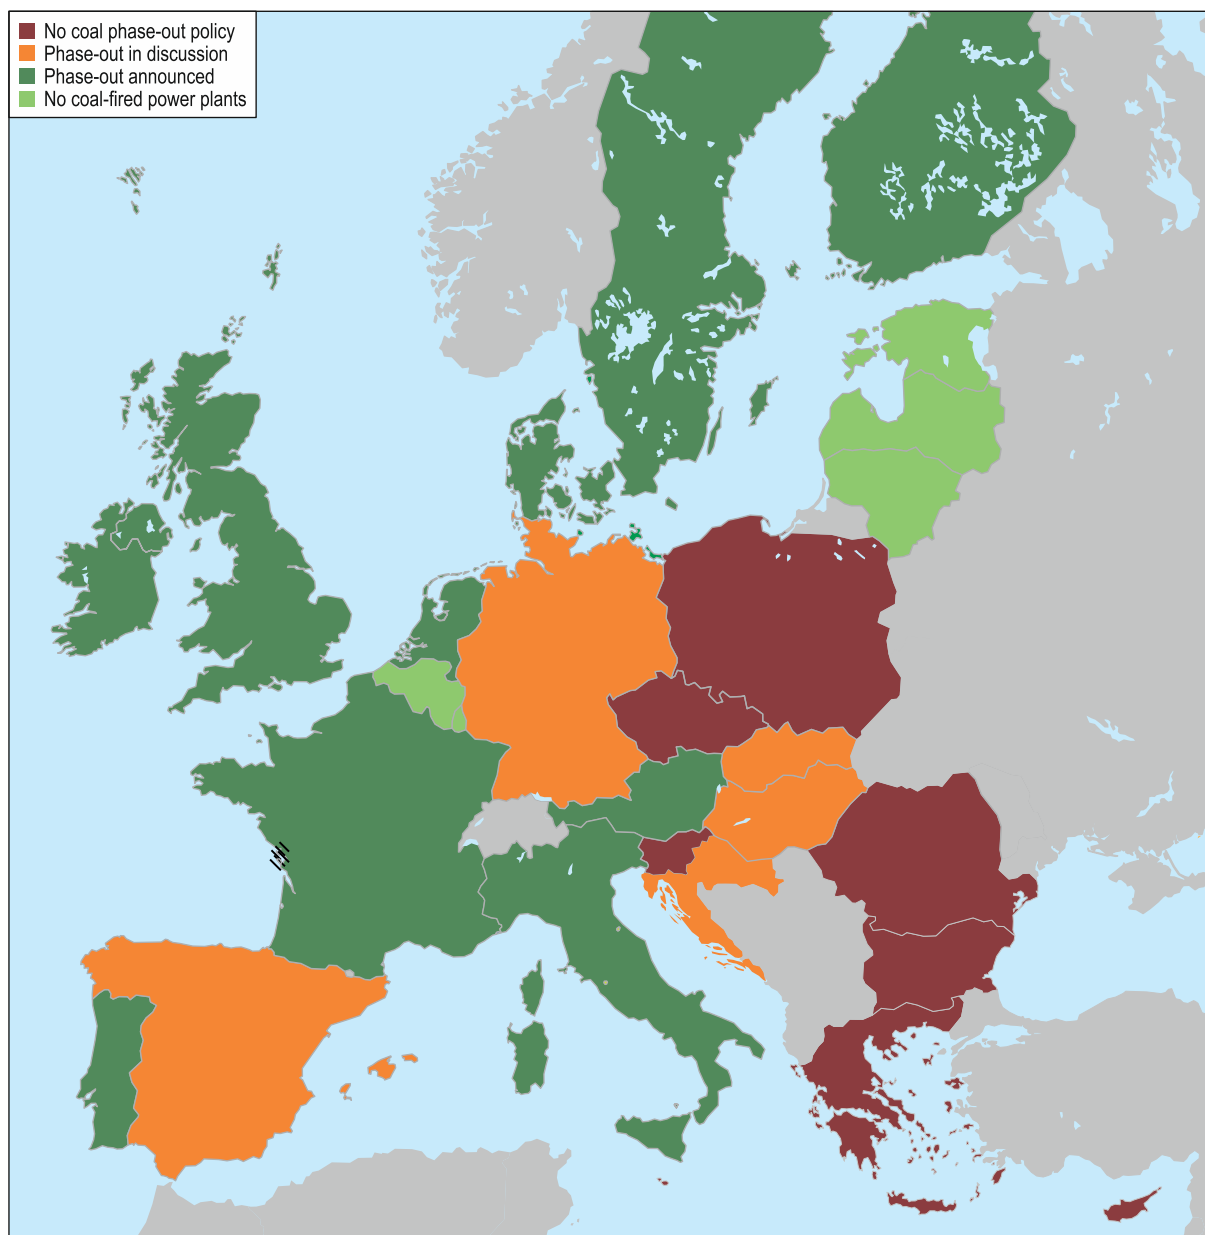 No coal phase-out policy
Phase-out in discussion
Phase-out announced
No coal-fired power plants